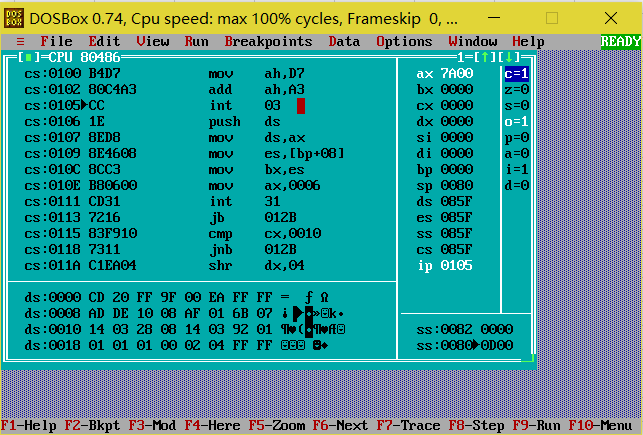 DOSBox 0.74, Cpu speed: max 100% cycles, Frameskip 0, ...
≡ File Edit View Run Breakpoints Data Options Window Help READY
[■]=CPU 80486 1=[↑][↓]
cs:0100 B4D7 mov ah,D7 ax 7A00 c=1
cs:0102 80C4A3 add ah,A3 bx 0000 z=0
cs:0105►CC int 03 cx 0000 s=0
cs:0106 1E push ds dx 0000 o=1
cs:0107 8ED8 mov ds,ax si 0000 p=0
cs:0109 8E4608 mov es,[bp+08] di 0000 a=0
cs:010C 8CC3 mov bx,es bp 0000 i=1
cs:010E B80600 mov ax,0006 sp 0080 d=0
cs:0111 CD31 int 31 ds 085F
cs:0113 7216 jb 012B es 085F
cs:0115 83F910 cmp cx,0010 ss 085F
cs:0118 7311 jnb 012B cs 085F
cs:011A C1EA04 shr dx,04 ip 0105
ds:0000 CD 20 FF 9F 00 EA FF FF = ƒ Ω
ds:0008 AD DE 10 08 AF 01 6B 07
ds:0010 14 03 28 08 14 03 92 01 ss:0082 0000
ds:0018 01 01 01 00 02 04 FF FF ss:0080►0D00
F1-Help F2-Bkpt F3-Mod F4-Here F5-Zoom F6-Next F7-Trace F8-Step F9-Run F10-Menu